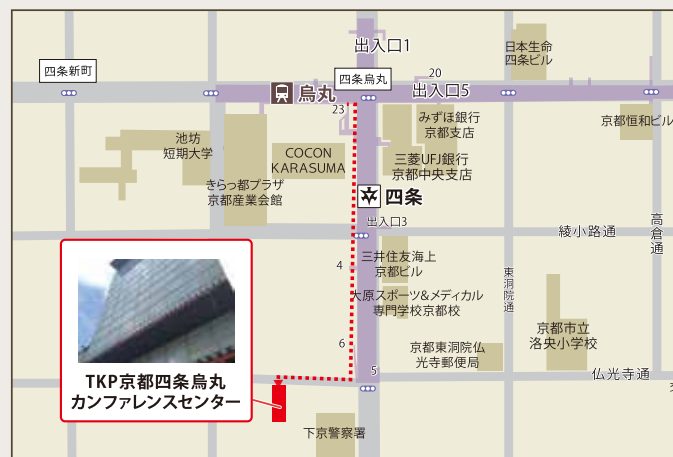 出入口1
日本生命
四条ビル
四条新町
四条烏丸
20
烏丸
出入口5
23
みずほ銀行
京都支店
京都恒和ビル
池坊
短期大学
COCON
KARASUMA
三菱UFJ銀行
京都中央支店
きらっ都プラザ
京都産業会館
四条
出入口3
綾小路通
高倉通
三井住友海上
京都ビル
4
東洞院通
大原スポーツ&メディカル
専門学校京都校
京都市立
洛央小学校
6
京都東洞院仏
光寺郵便局
5
仏光寺通
TKP京都四条烏丸
カンファレンスセンター
下京警察署